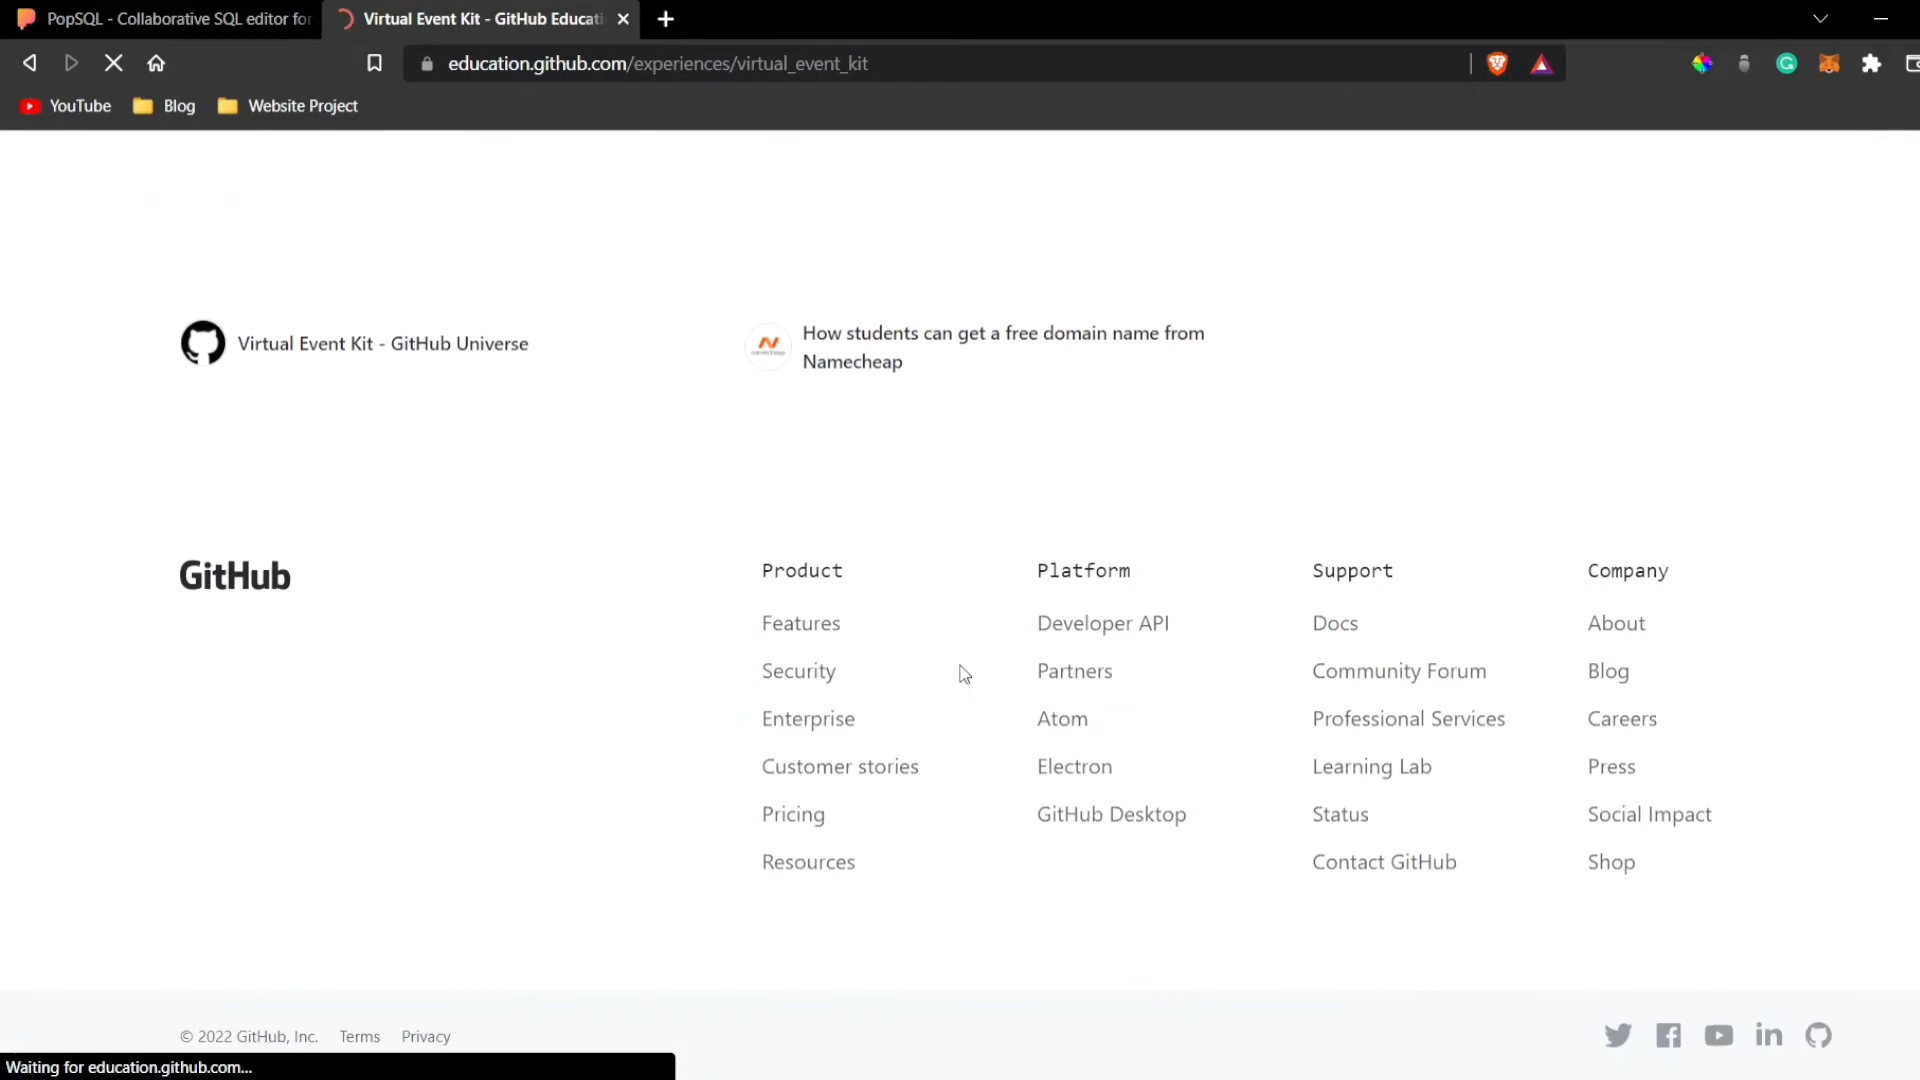 PopSQL - Collaborative SQL editor for
Virtual Event Kit - GitHub Educati
education.github.com/experiences/virtual_event_kit
YouTube
Blog
Website Project
Virtual Event Kit - GitHub Universe
How students can get a free domain name from
Namecheap
namecheap
GitHub
Product
Platform
Support
Company
Features
Developer API
Docs
About
Security
Partners
Community Forum
Blog
Enterprise
Atom
Professional Services
Careers
Customer stories
Electron
Learning Lab
Press
Pricing
GitHub Desktop
Status
Social Impact
Resources
Contact GitHub
Shop
© 2022 GitHub, Inc.
Terms
Privacy
Waiting for education.github.com...